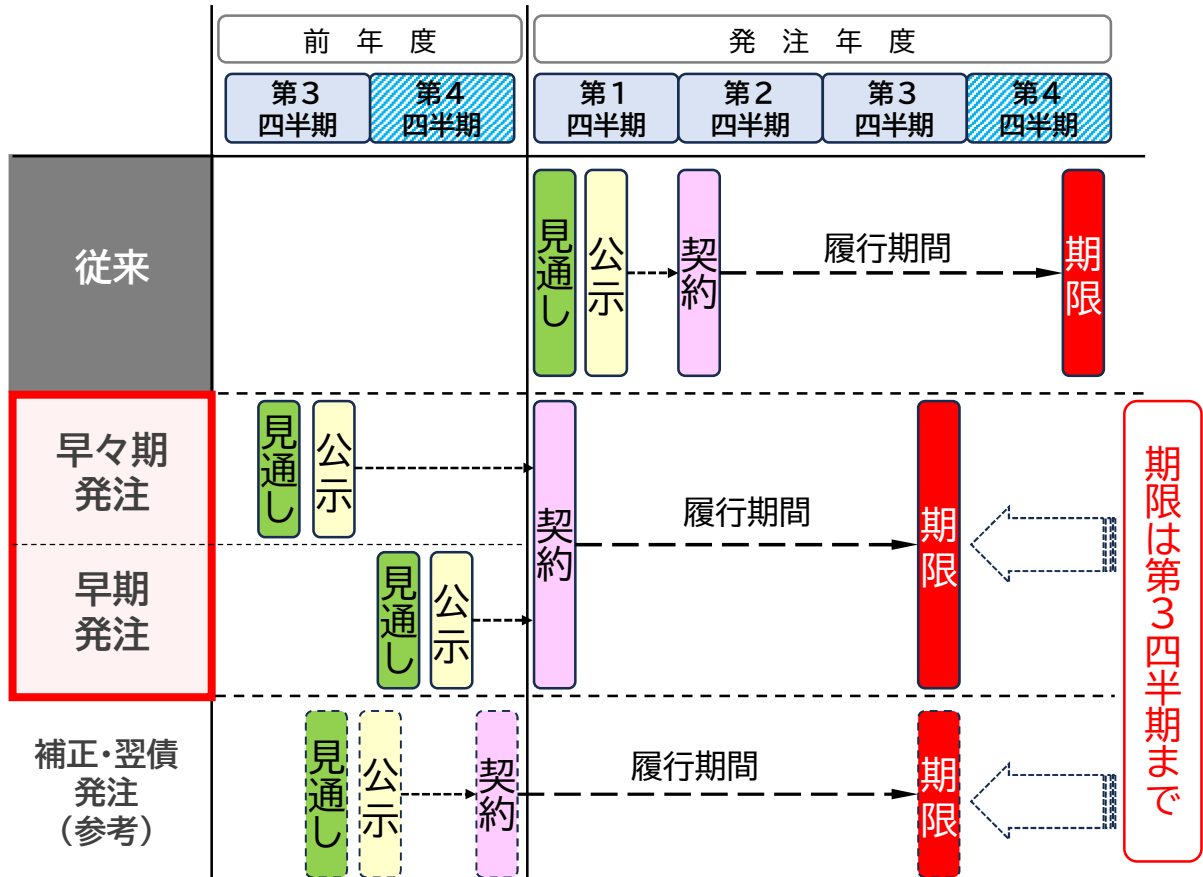 前年度
発注年度
第3
四半期
第4
四半期
第1
四半期
第2
四半期
第3
四半期
第4
四半期
従来
見通し
公示
契約
履行期間
期限
早々期
発注
見通し
公示
契約
履行期間
期限
早期
発注
見通し
公示
補正・翌債
発注
（参考）
見通し
公示
契約
履行期間
期限
期限は第3四半期まで